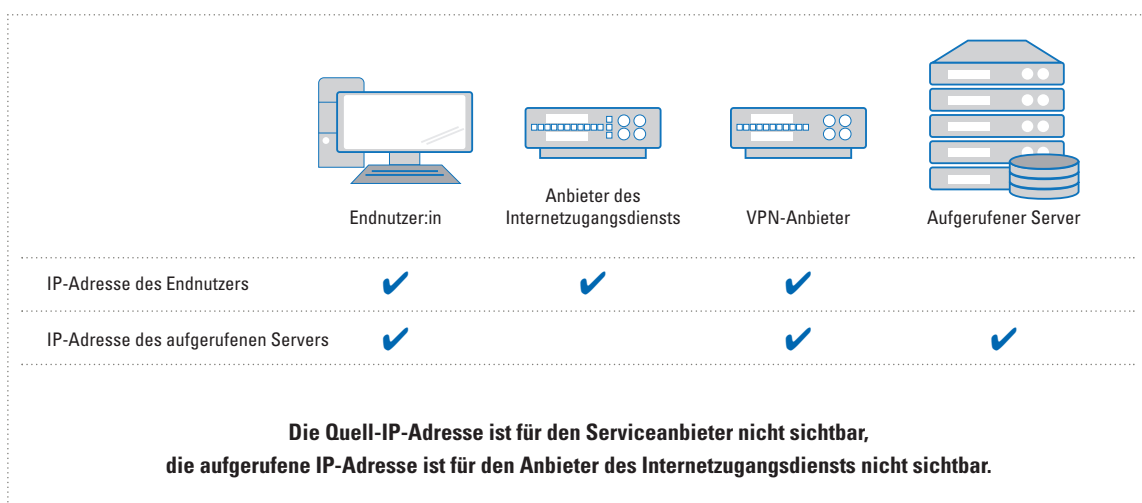 Endnutzer:in
Anbieter des
Internetzugangsdiensts
VPN-Anbieter
Aufgerufener Server
IP-Adresse des Endnutzers
✔ ✔ ✔
IP-Adresse des aufgerufenen Servers
✔ ✔ ✔
Die Quell-IP-Adresse ist für den Serviceanbieter nicht sichtbar,
die aufgerufene IP-Adresse ist für den Anbieter des Internetzugangsdiensts nicht sichtbar.